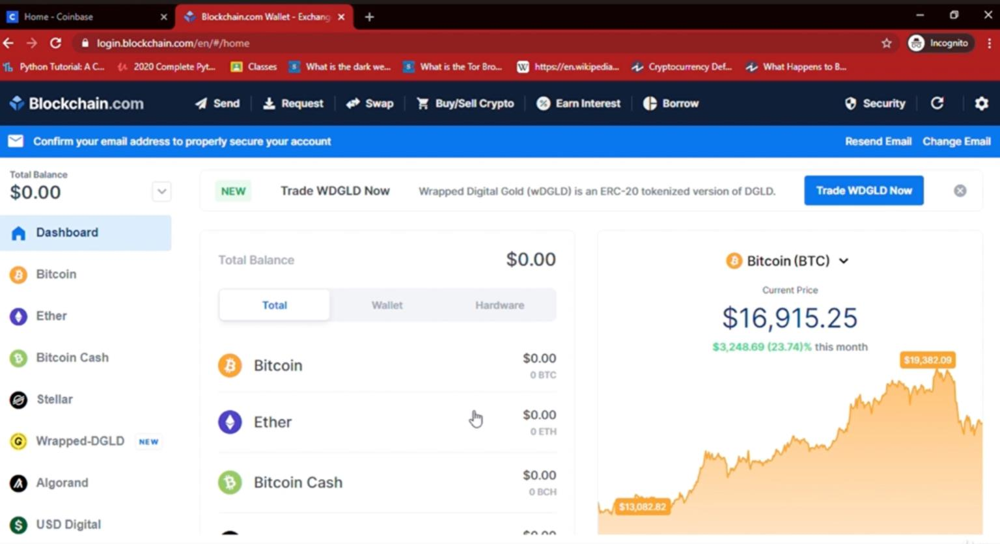 Home - Coinbase
Blockchain.com Wallet - Exchang
login.blockchain.com/en/#/home
Incognito
Python Tutorial: A C...
2020 Complete Pyt...
Classes
What is the dark we...
What is the Tor Bro...
https://en.wikipedia...
Cryptocurrency Def...
What Happens to B...
Blockchain.com
Send
Request
Swap
Buy/Sell Crypto
Earn Interest
Borrow
Security
Confirm your email address to properly secure your account
Resend Email
Change Email
Total Balance
$0.00
Dashboard
Bitcoin
Ether
Bitcoin Cash
Stellar
Wrapped-DGLD NEW
Algorand
USD Digital
NEW
Trade WDGLD Now
Wrapped Digital Gold (wDGLD) is an ERC-20 tokenized version of DGLD.
Trade WDGLD Now
Total Balance
$0.00
Total
Wallet
Hardware
Bitcoin
$0.00
0 BTC
Ether
$0.00
0 ETH
Bitcoin Cash
$0.00
0 BCH
Bitcoin (BTC)
Current Price
$16,915.25
$3,248.69 (23.74)% this month
$19,382.09
$13,082.82